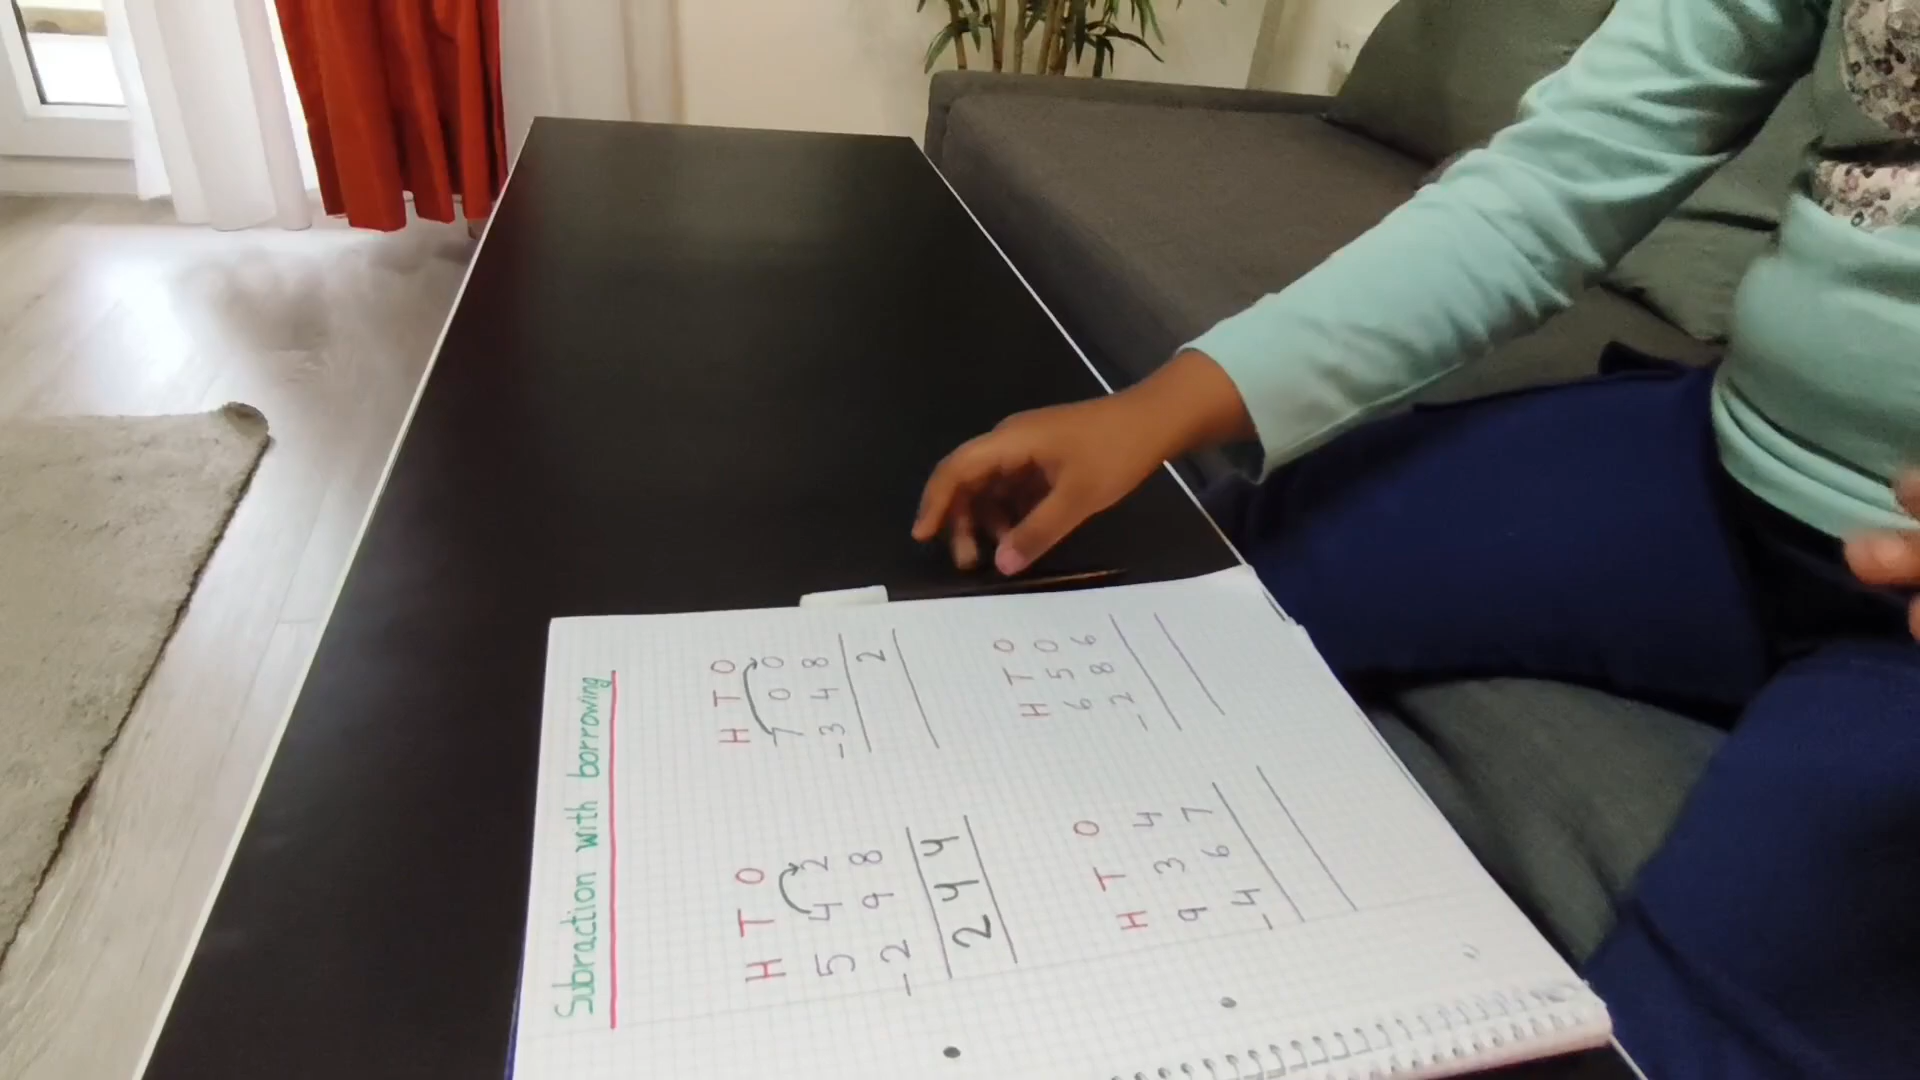 Subraction with borrowing
H T O
5 4 2
-2 9 8
2 4 4
H T O
7 0 0
-3 4 8
2
H T O
9 3 4
-4 6 7
H T O
6 5 0
-2 8 6